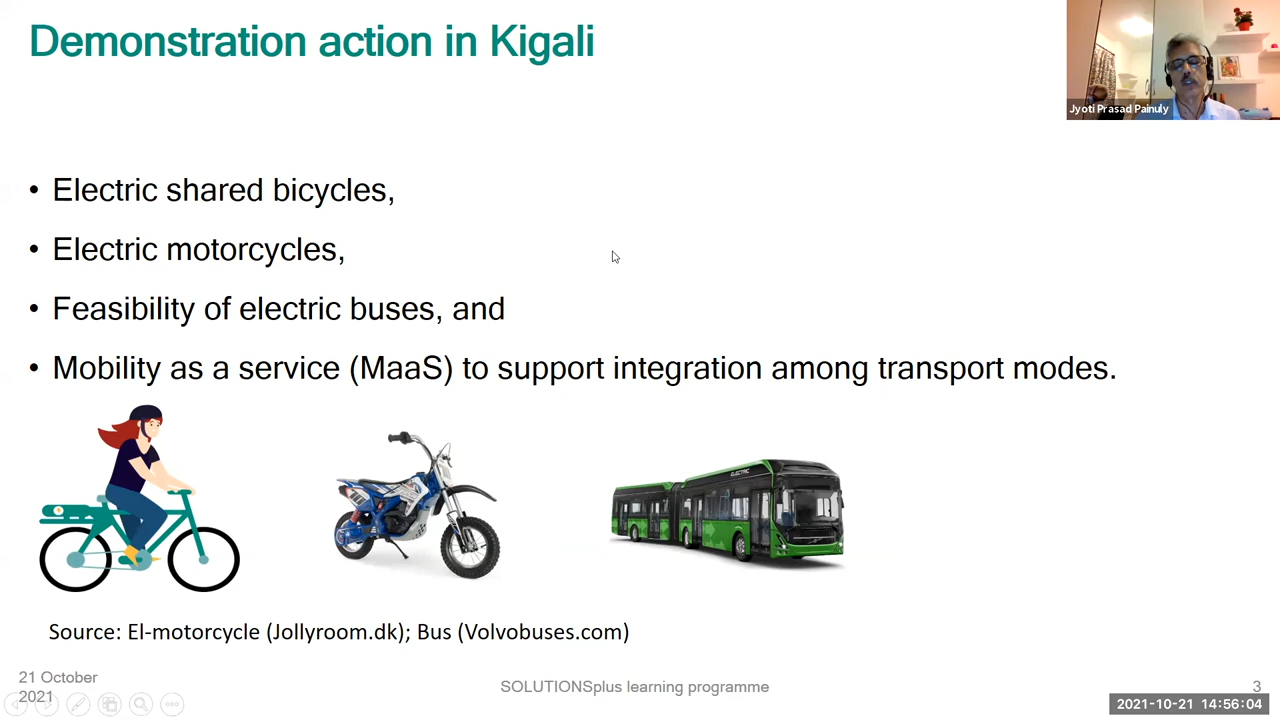 Demonstration action in Kigali
Jyoti Prasad Painuly
• Electric shared bicycles,
• Electric motorcycles,
• Feasibility of electric buses, and
• Mobility as a service (MaaS) to support integration among transport modes.
ELECTRIC
Source: El-motorcycle (Jollyroom.dk); Bus (Volvobuses.com)
21 October
2021
SOLUTIONSplus learning programme
3
2021-10-21 14:56:04